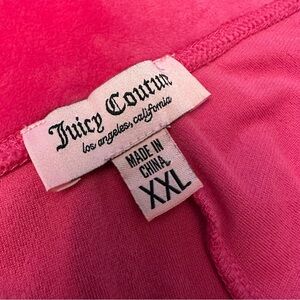 Juicy Couture
los angeles, california
MADE IN
CHINA
XXL